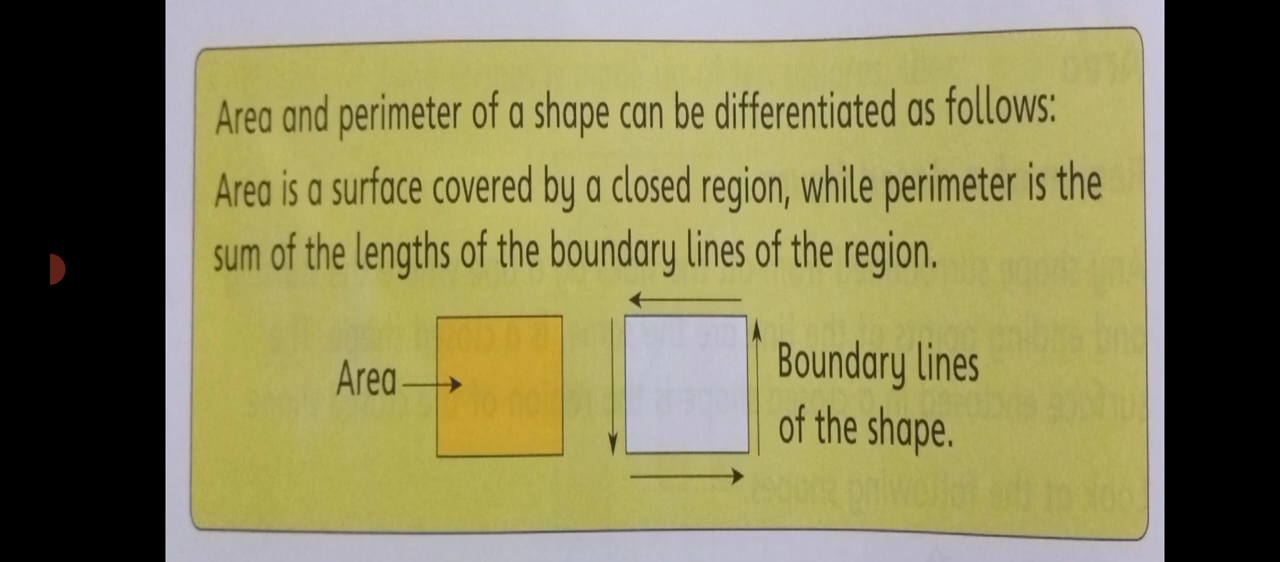 Area and perimeter of a shape can be differentiated as follows:
Area is a surface covered by a closed region, while perimeter is the
sum of the lengths of the boundary lines of the region.
Area
Boundary lines
of the shape.